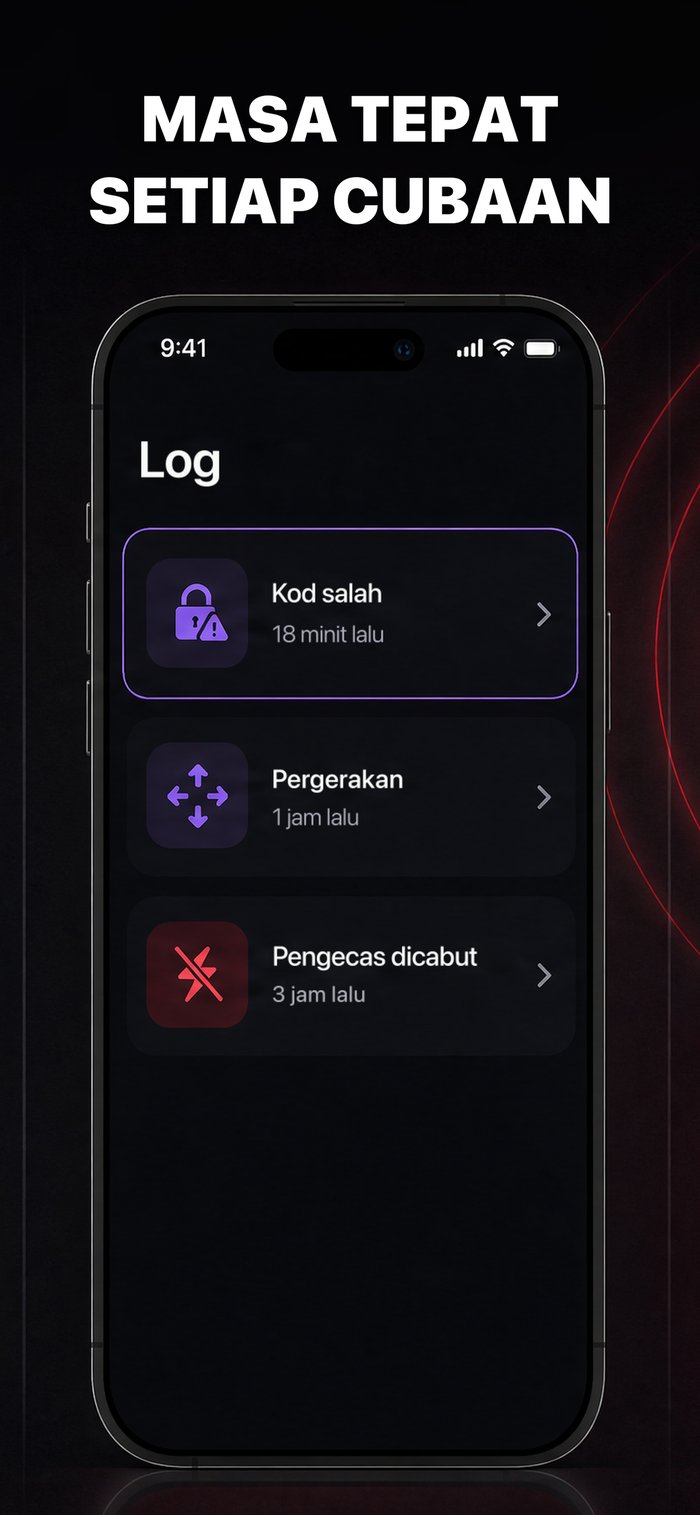 MASA TEPAT
SETIAP CUBAAN
9:41
Log
Kod salah
18 minit lalu
Pergerakan
1 jam lalu
Pengecas dicabut
3 jam lalu